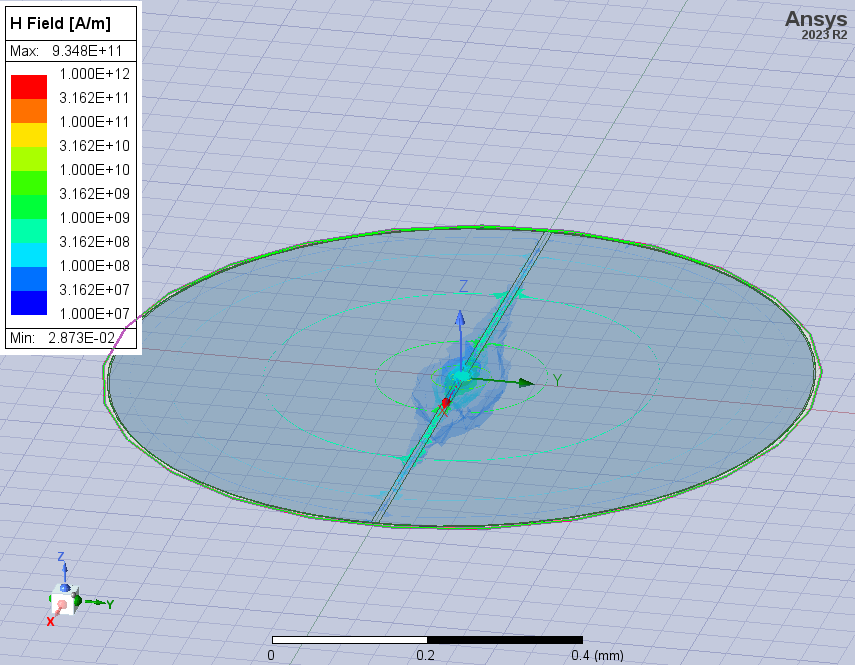 H Field [A/m]
Max: 9.348E+11
1.000E+12
3.162E+11
1.000E+11
3.162E+10
1.000E+10
3.162E+09
1.000E+09
3.162E+08
1.000E+08
3.162E+07
1.000E+07
Min: 2.873E-02
Ansys
2023 R2
Z
Y
Z
Y
X
0 0.2 0.4 (mm)